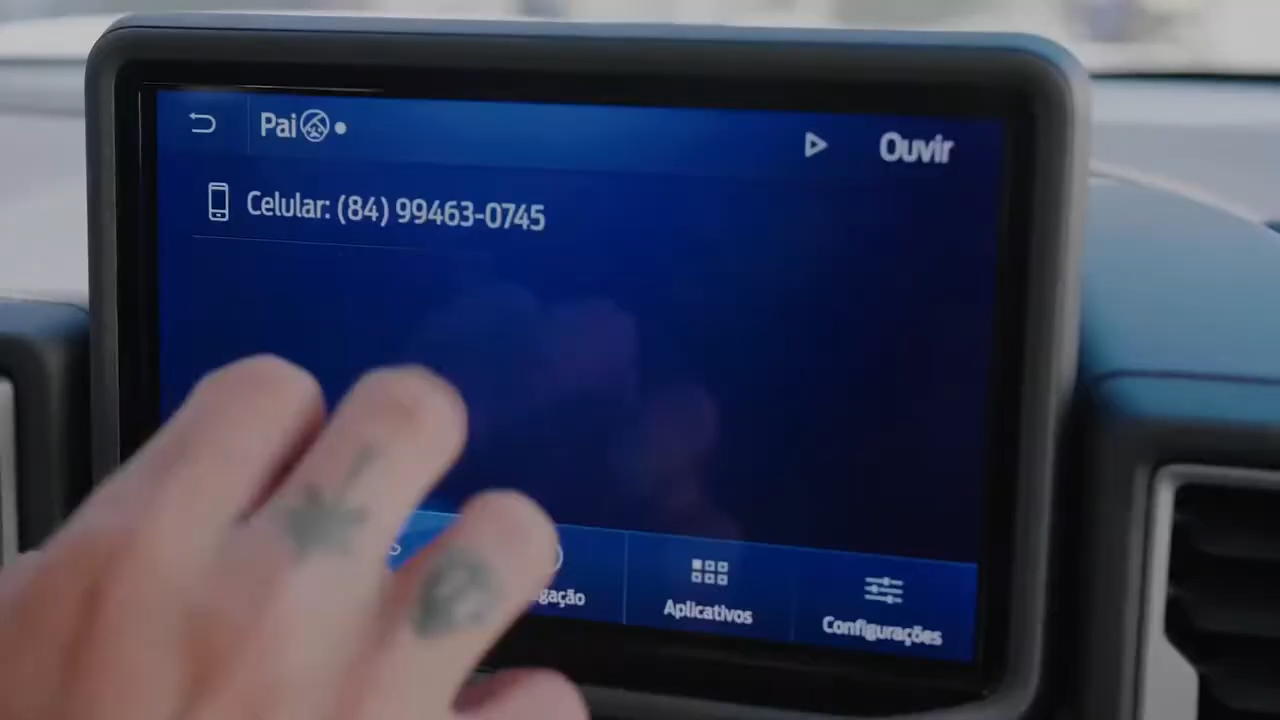 Pai
Ouvir
Celular: (84) 99463-0745
gação
Aplicativos
Configurações